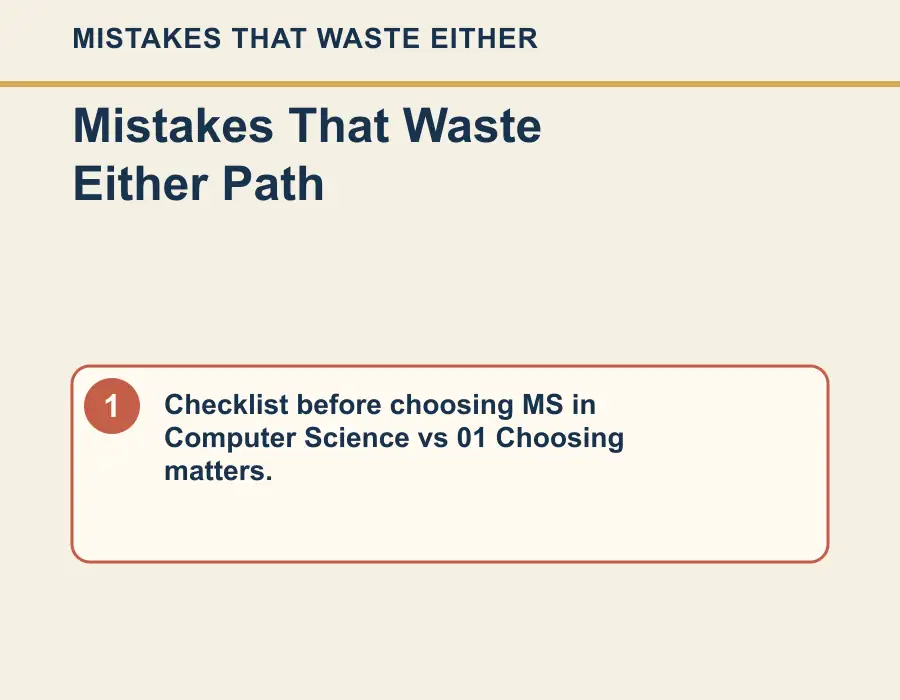 MISTAKES THAT WASTE EITHER
Mistakes That Waste
Either Path
1
Checklist before choosing MS in
Computer Science vs 01 Choosing
matters.